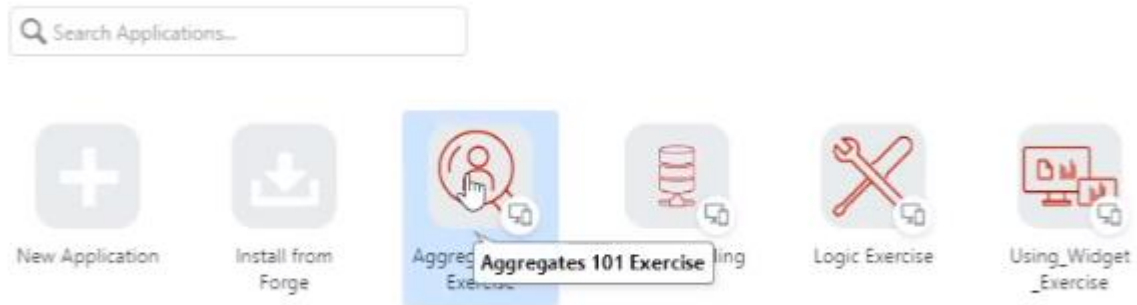 Search Applications...
New Application
Install from
Forge
Aggreg
Exercise
Aggregates 101 Exercise
ling
Logic Exercise
Using_Widget
_Exercise